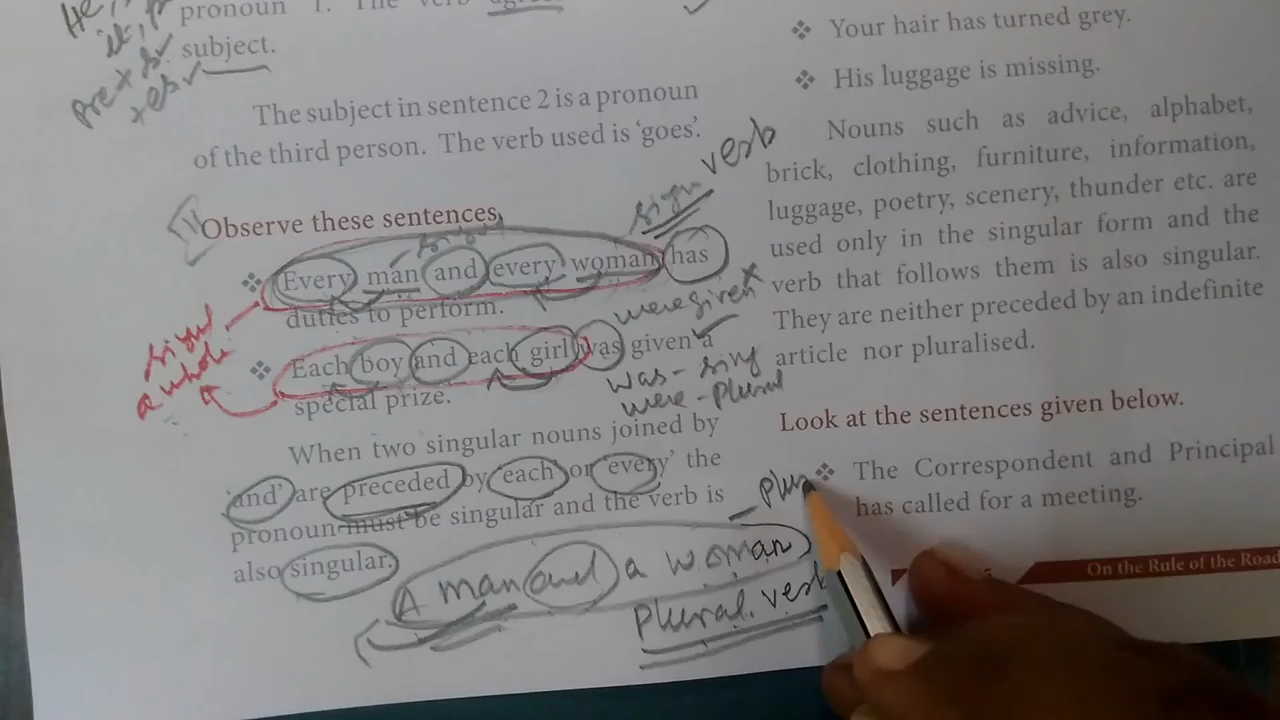 He,
it,
pronoun 1. The verb agrees
subject.
The subject in sentence 2 is a pronoun
of the third person. The verb used is ‘goes’.
verb
Observe these sentences
❖ Every man and every woman has
duties to perform.
were given x
❖ Each boy and each girl was given a
special prize.
a whole
was - sing
were - plural
When two singular nouns joined by
‘and’ are preceded by each or every’ the
pronoun must be singular and the verb is
also singular.
- plu
A man and a woman
Plural. verb
❖ Your hair has turned grey.
❖ His luggage is missing.
Nouns such as advice, alphabet,
brick, clothing, furniture, information,
luggage, poetry, scenery, thunder etc. are
used only in the singular form and the
verb that follows them is also singular.
They are neither preceded by an indefinite
article nor pluralised.
Look at the sentences given below.
❖ The Correspondent and Principal
has called for a meeting.
On the Rule of the Road